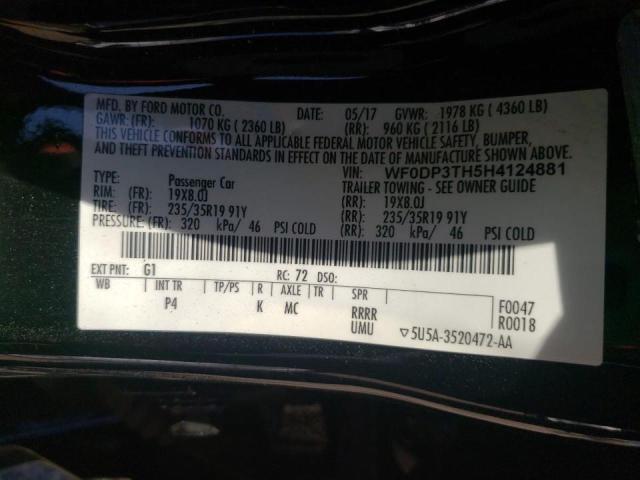 MFD. BY FORD MOTOR CO. DATE: 05/17 GVWR: 1978 KG ( 4360 LB)
GAWR: (FR): 1070 KG ( 2360 LB) (RR): 960 KG ( 2116 LB)
THIS VEHICLE CONFORMS TO ALL APPLICABLE FEDERAL MOTOR VEHICLE SAFETY, BUMPER,
AND THEFT PREVENTION STANDARDS IN EFFECT ON THE DATE OF MANUFACTURE SHOWN ABOVE.
VIN: WF0DP3TH5H4124881
TYPE: Passenger Car TRAILER TOWING - SEE OWNER GUIDE
RIM: (FR): 19X8.0J (RR): 19X8.0J
TIRE: (FR): 235/35R19 91Y (RR): 235/35R19 91Y
PRESSURE: (FR): 320 kPa/ 46 PSI COLD (RR): 320 kPa/ 46 PSI COLD
EXT PNT: G1 RC: 72 DSO:
WB INT TR TP/PS R AXLE TR SPR
P4 K MC RRRR F0047
UMU ▽5U5A-3520472-AA R0018